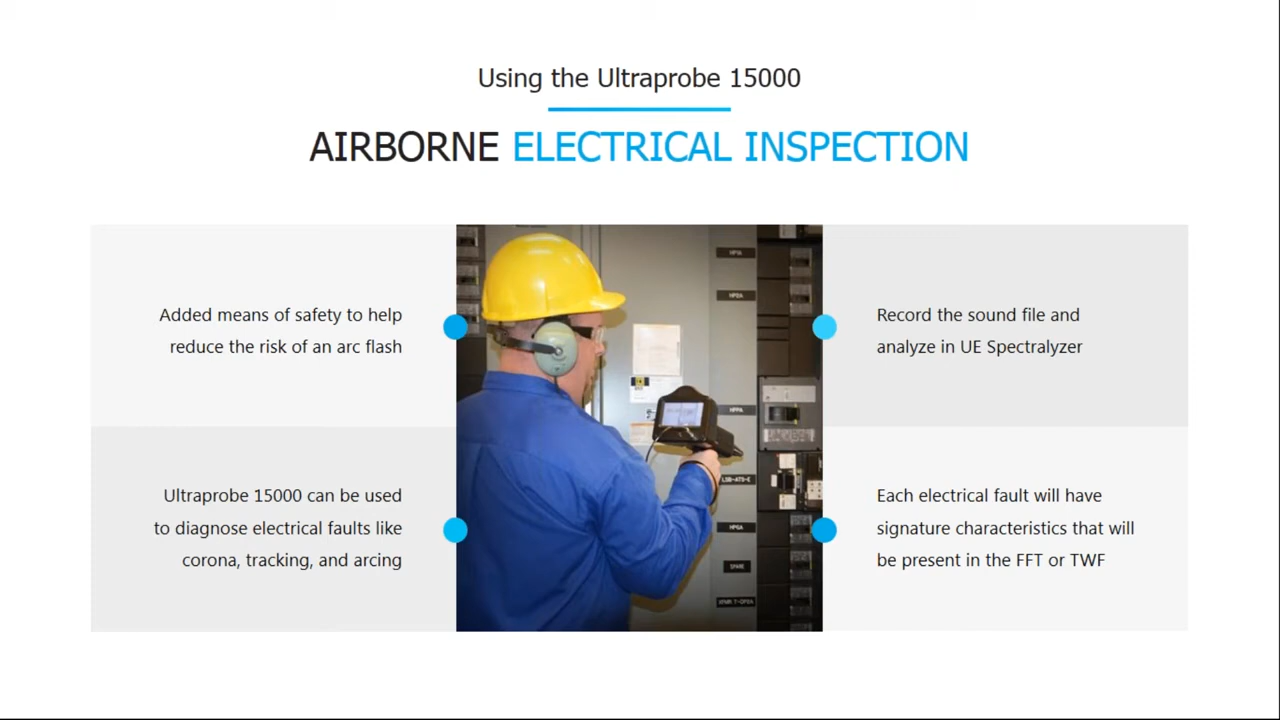 Using the Ultraprobe 15000
AIRBORNE ELECTRICAL INSPECTION
Added means of safety to help
reduce the risk of an arc flash
Ultraprobe 15000 can be used
to diagnose electrical faults like
corona, tracking, and arcing
Record the sound file and
analyze in UE Spectralyzer
Each electrical fault will have
signature characteristics that will
be present in the FFT or TWF
LSB-ATS-E
SPARE